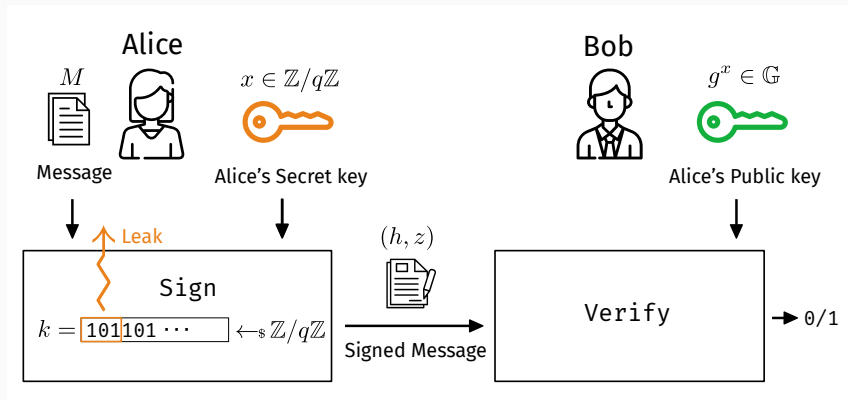 Alice
Bob
M
x ∈ ℤ/qℤ
g^x ∈ 𝔾
Message
Alice's Secret key
Alice's Public key
Leak
(h, z)
Sign
Verify
k = 101101 ··· ←$ ℤ/qℤ
0/1
Signed Message